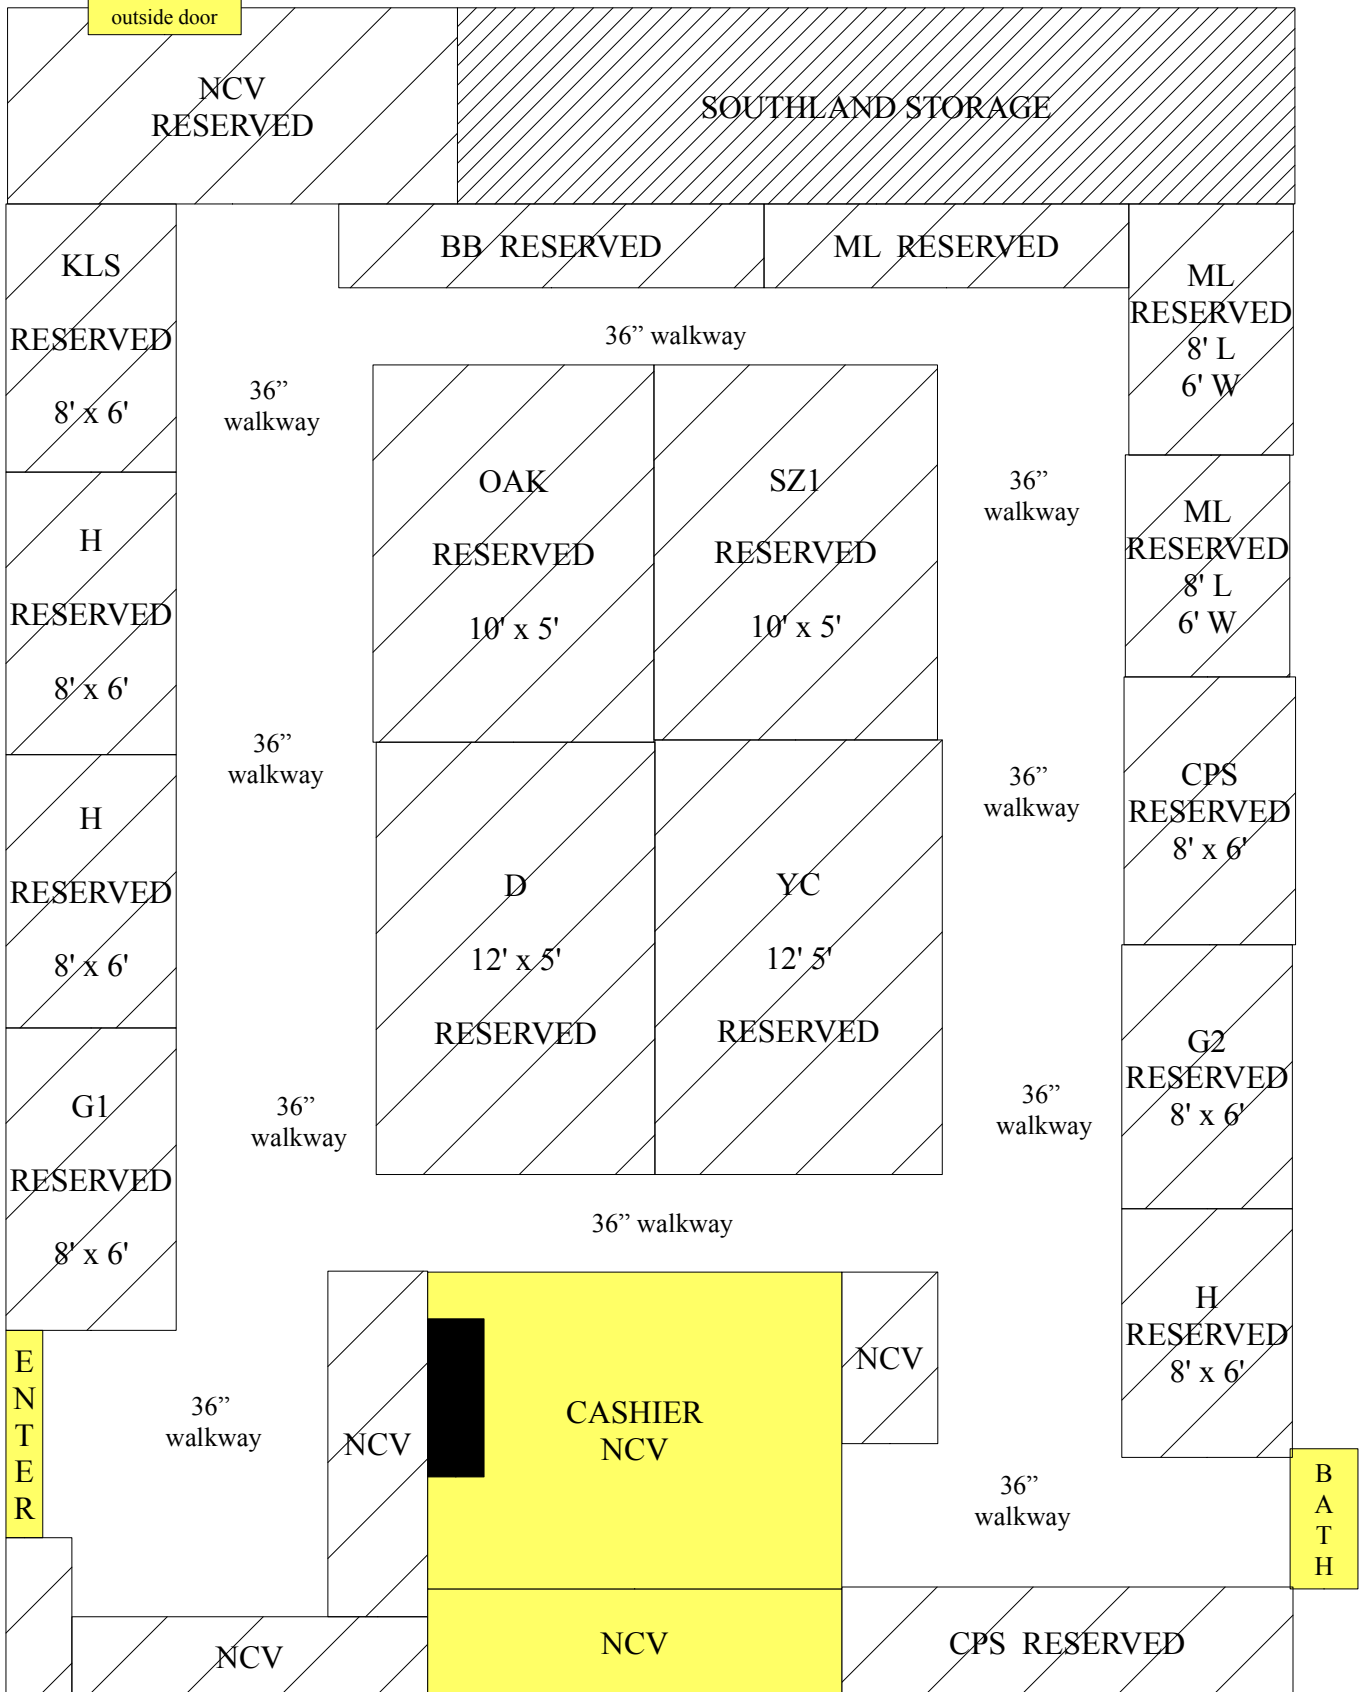 outside door
NCV
RESERVED
SOUTHLAND STORAGE
KLS
RESERVED
8' x 6'
BB RESERVED
ML RESERVED
ML
RESERVED
8' L
6' W
36” walkway
36”
walkway
OAK
RESERVED
10' x 5'
SZ1
RESERVED
10' x 5'
36”
walkway
ML
RESERVED
8' L
6' W
H
RESERVED
8' x 6'
36”
walkway
36”
walkway
CPS
RESERVED
8' x 6'
H
RESERVED
8' x 6'
D
12' x 5'
RESERVED
YC
12' 5'
RESERVED
G2
RESERVED
8' x 6'
G1
RESERVED
8' x 6'
36”
walkway
36”
walkway
36” walkway
H
RESERVED
8' x 6'
E
N
T
E
R
36”
walkway
NCV
CASHIER
NCV
NCV
36”
walkway
B
A
T
H
NCV
NCV
CPS RESERVED